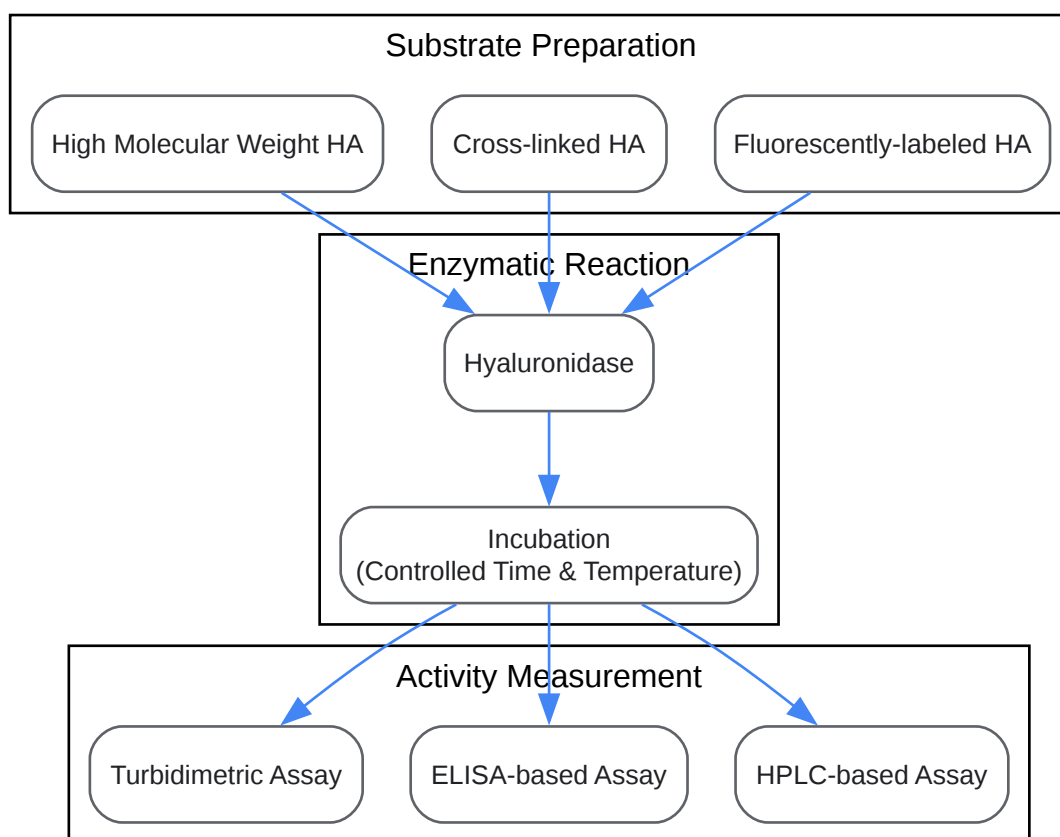 Substrate Preparation
High Molecular Weight HA
Cross-linked HA
Fluorescently-labeled HA
Enzymatic Reaction
Hyaluronidase
Incubation
(Controlled Time & Temperature)
Activity Measurement
Turbidimetric Assay
ELISA-based Assay
HPLC-based Assay